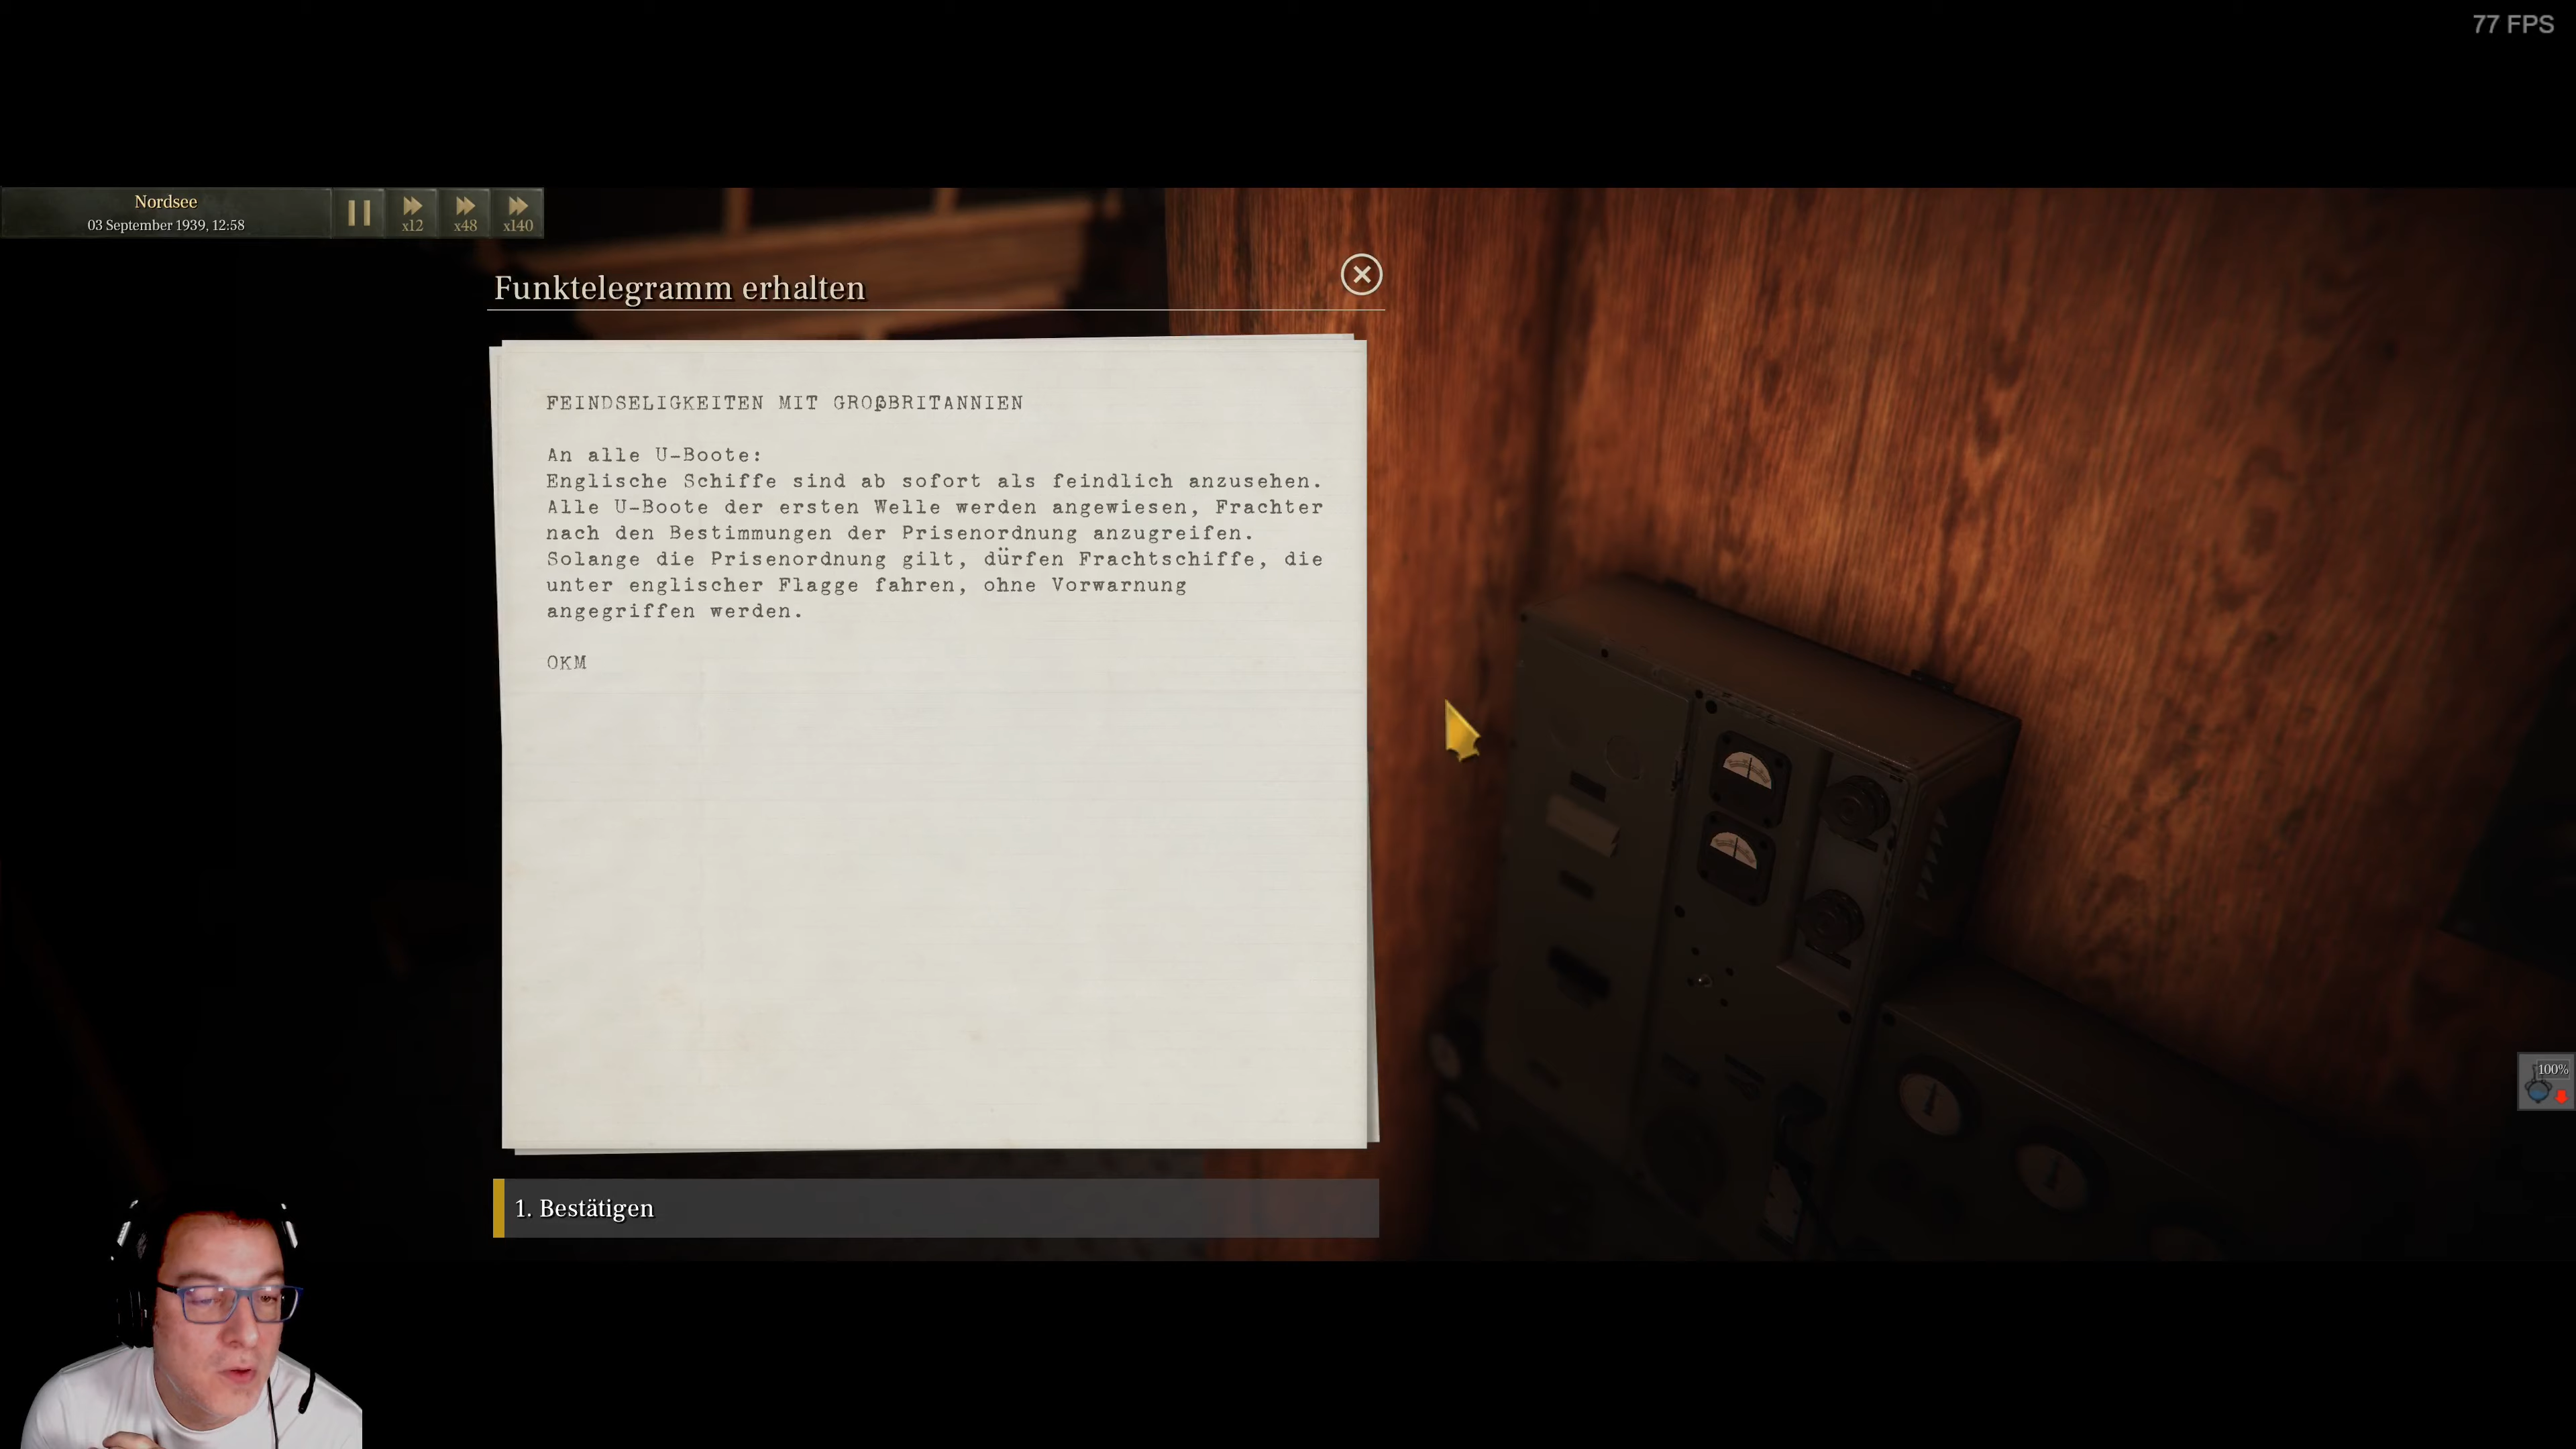 77 FPS
Nordsee
03 September 1939, 12:58
x12
x48
x140
Funktelegramm erhalten
FEINDSELIGKEITEN MIT GROßBRITANNIEN
An alle U-Boote:
Englische Schiffe sind ab sofort als feindlich anzusehen.
Alle U-Boote der ersten Welle werden angewiesen, Frachter
nach den Bestimmungen der Prisenordnung anzugreifen.
Solange die Prisenordnung gilt, dürfen Frachtschiffe, die
unter englischer Flagge fahren, ohne Vorwarnung
angegriffen werden.
OKM
100%
1. Bestätigen